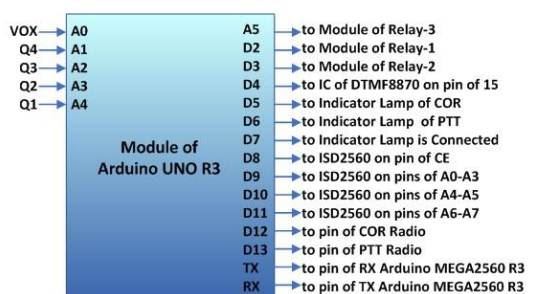 VOX A0 A5 to Module of Relay-3
Q4 A1 D2 to Module of Relay-1
Q3 A2 D3 to Module of Relay-2
Q2 A3 D4 to IC of DTMF8870 on pin of 15
Q1 A4 D5 to Indicator Lamp of COR
D6 to Indicator Lamp of PTT
D7 to Indicator Lamp is Connected
Module of
Arduino UNO R3
D8 to ISD2560 on pin of CE
D9 to ISD2560 on pins of A0-A3
D10 to ISD2560 on pins of A4-A5
D11 to ISD2560 on pins of A6-A7
D12 to pin of COR Radio
D13 to pin of PTT Radio
TX to pin of RX Arduino MEGA2560 R3
RX to pin of TX Arduino MEGA2560 R3